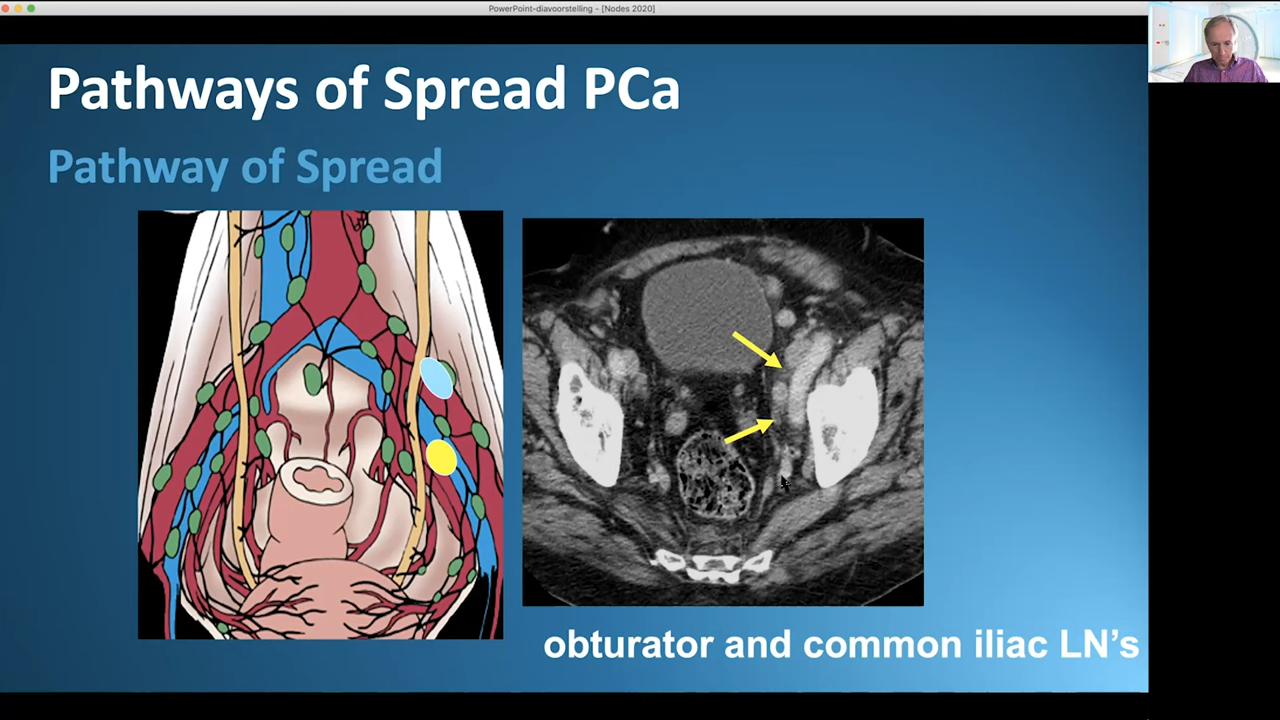 PowerPoint-diavoorstelling - [Nodes 2020]
Pathways of Spread PCa
Pathway of Spread
obturator and common iliac LN’s